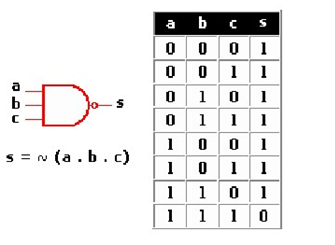 a b c s
0 0 0 1
0 0 1 1
0 1 0 1
0 1 1 1
1 0 0 1
1 0 1 1
1 1 0 1
1 1 1 0
a
b
c
s
s = ~ (a . b . c)